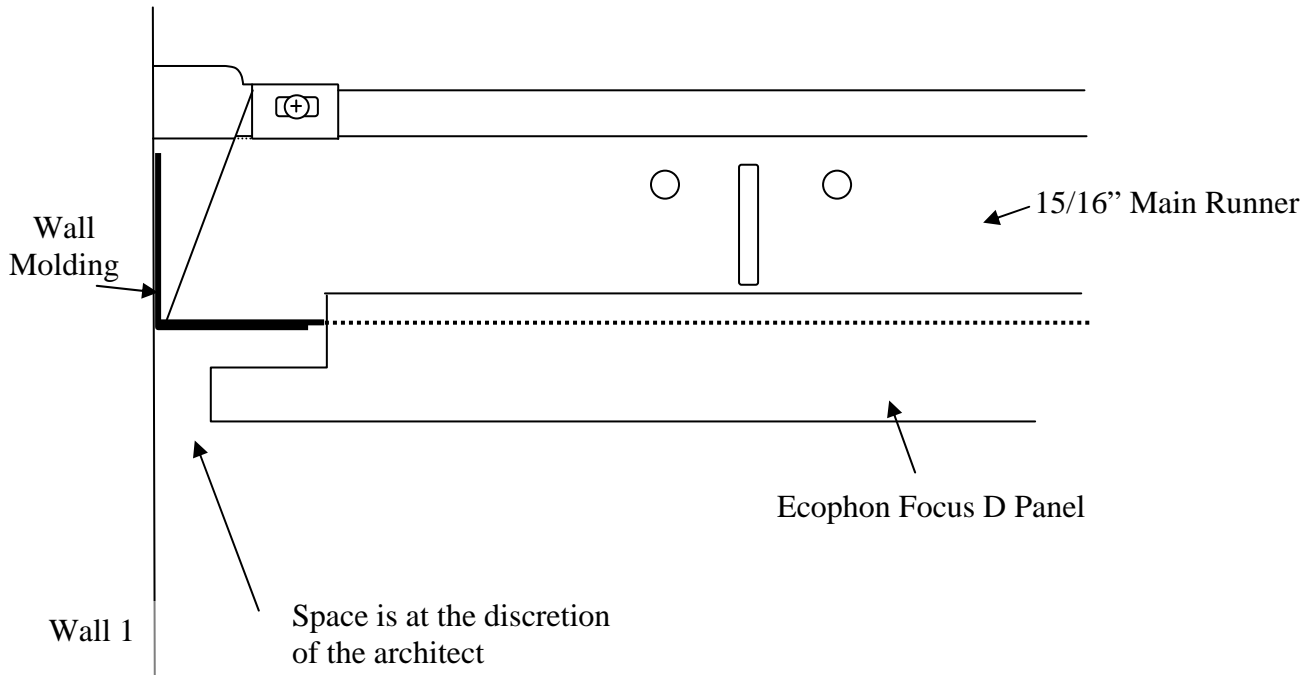 15/16” Main Runner
Wall
Molding
Ecophon Focus D Panel
Space is at the discretion
of the architect
Wall 1